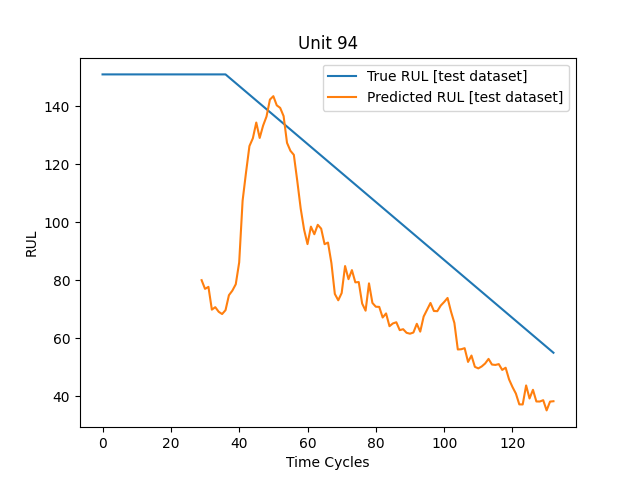 Unit 94
True RUL [test dataset]
Predicted RUL [test dataset]
RUL
140
120
100
80
60
40
0 20 40 60 80 100 120
Time Cycles